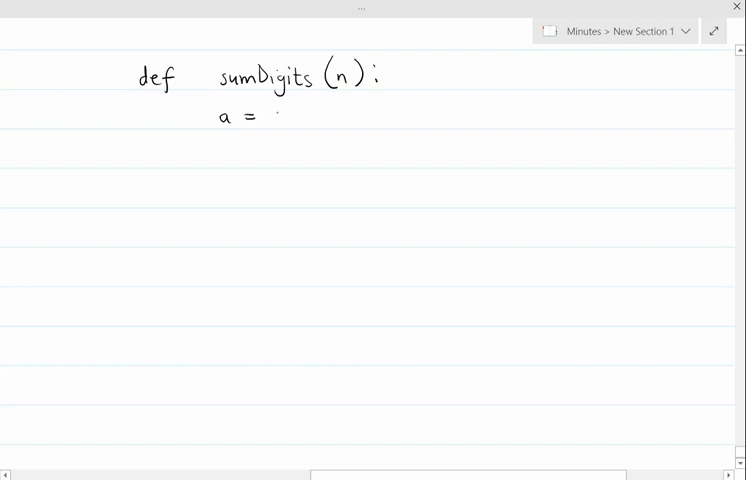 ...
Minutes > New Section 1
def sumDigits (n) :
a =